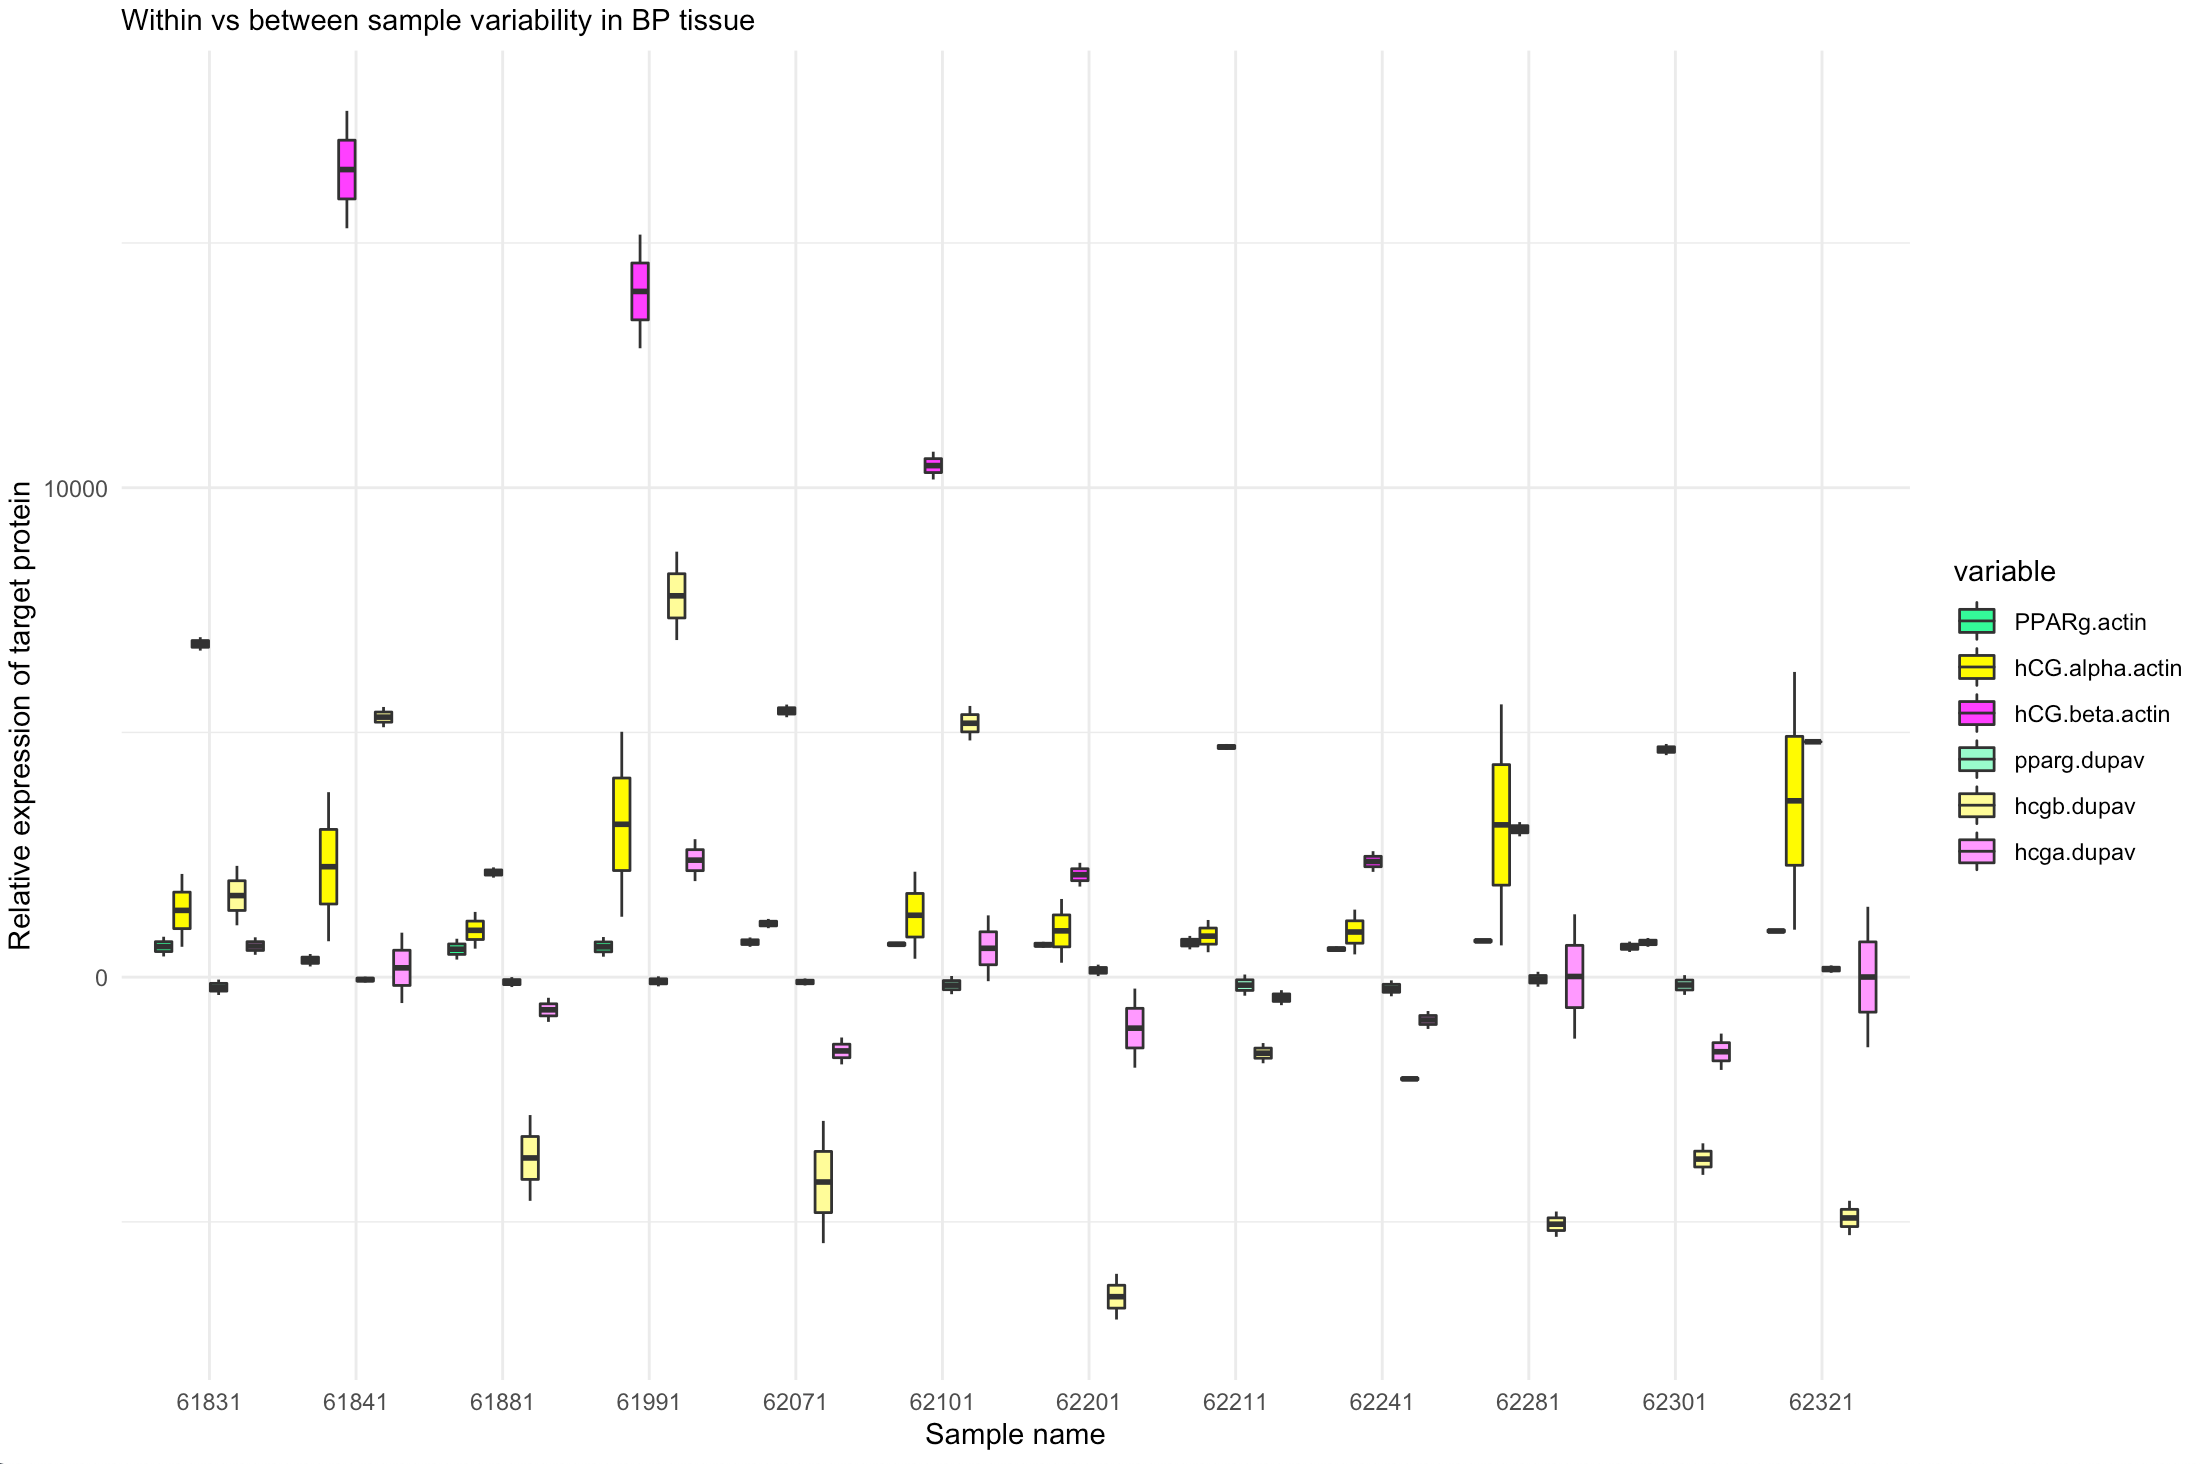 Within vs between sample variability in BP tissue
Relative expression of target protein
10000
0
61831 61841 61881 61991 62071 62101 62201 62211 62241 62281 62301 62321
Sample name
variable
PPARg.actin
hCG.alpha.actin
hCG.beta.actin
pparg.dupav
hcgb.dupav
hcga.dupav